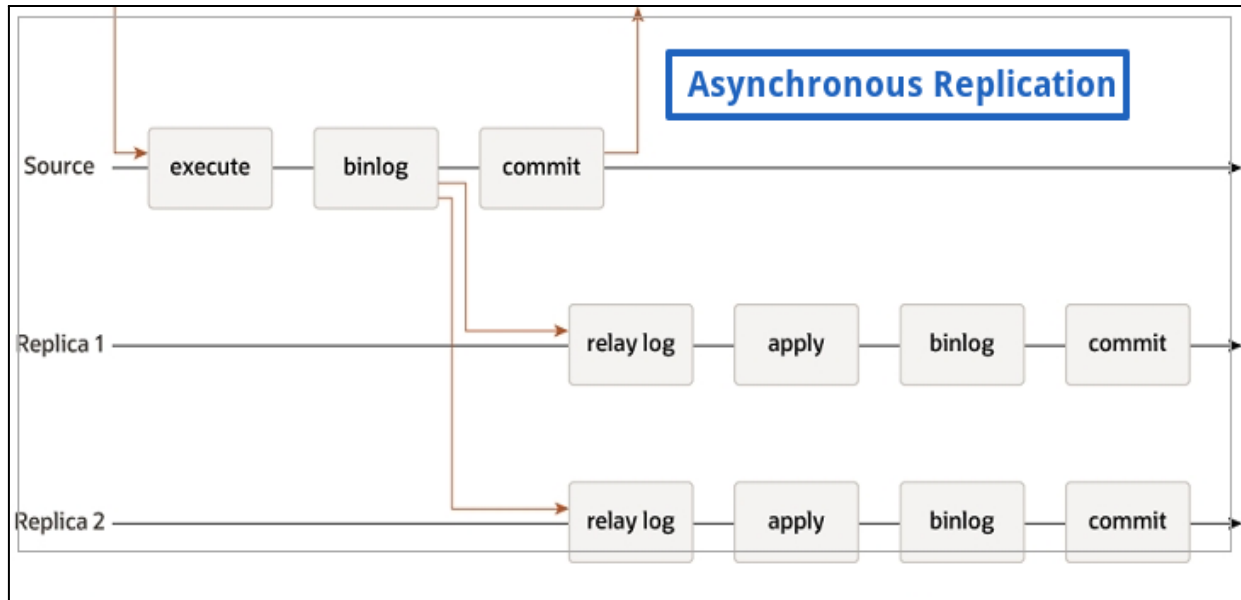 Asynchronous Replication
Source
execute
binlog
commit
Replica 1
relay log
apply
binlog
commit
Replica 2
relay log
apply
binlog
commit